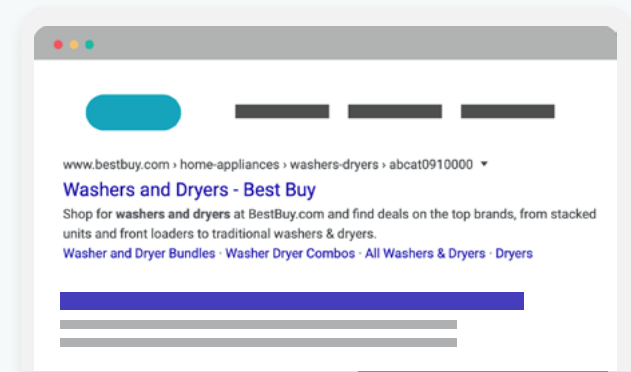 www.bestbuy.com › home-appliances › washers-dryers › abcat0910000
Washers and Dryers - Best Buy
Shop for washers and dryers at BestBuy.com and find deals on the top brands, from stacked
units and front loaders to traditional washers & dryers.
Washer and Dryer Bundles · Washer Dryer Combos · All Washers & Dryers · Dryers